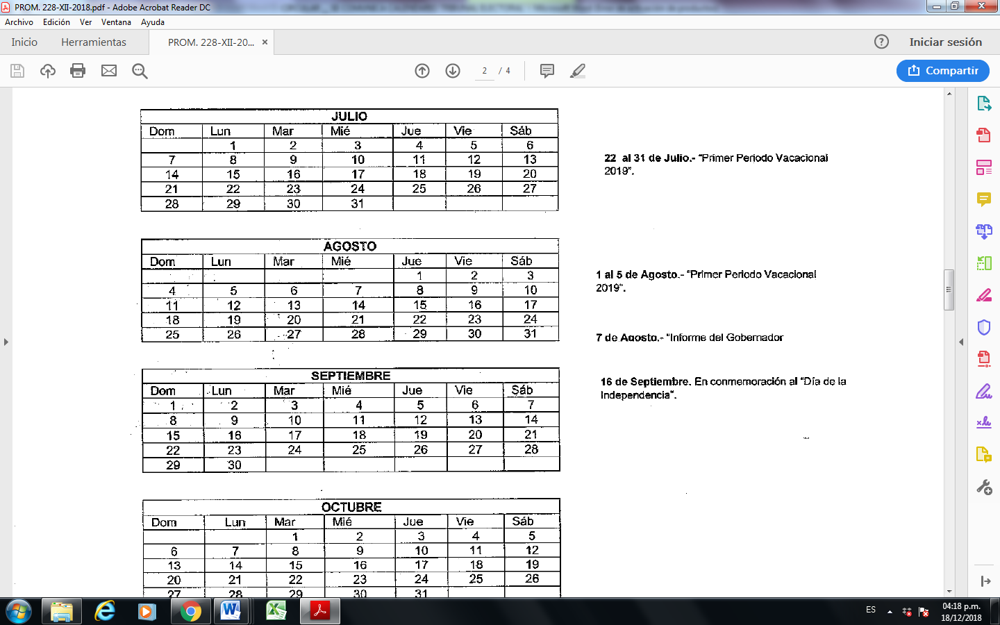 PROM. 228-XII-2018.pdf - Adobe Acrobat Reader DC
Archivo Edición Ver Ventana Ayuda
Inicio Herramientas PROM. 228-XII-20... × Iniciar sesión
2 / 4 Compartir
JULIO
Dom Lun Mar Mié Jue Vie Sáb
1 2 3 4 5 6
7 8 9 10 11 12 13
14 15 16 17 18 19 20
21 22 23 24 25 26 27
28 29 30 31
22 al 31 de Julio.- “Primer Periodo Vacacional
2019”.
AGOSTO
Dom Lun Mar Mié Jue Vie Sáb
1 2 3
4 5 6 7 8 9 10
11 12 13 14 15 16 17
18 19 20 21 22 23 24
25 26 27 28 29 30 31
1 al 5 de Agosto.- “Primer Periodo Vacacional
2019”.
7 de Agosto.- “Informe del Gobernador
SEPTIEMBRE
Dom Lun Mar Mié Jue Vie Sáb
1 2 3 4 5 6 7
8 9 10 11 12 13 14
15 16 17 18 19 20 21
22 23 24 25 26 27 28
29 30
16 de Septiembre. En conmemoración al “Día de la
Independencia”.
OCTUBRE
Dom Lun Mar Mié Jue Vie Sáb
1 2 3 4 5
6 7 8 9 10 11 12
13 14 15 16 17 18 19
20 21 22 23 24 25 26
27 28 29 30 31
ES 04:18 p.m.
18/12/2018